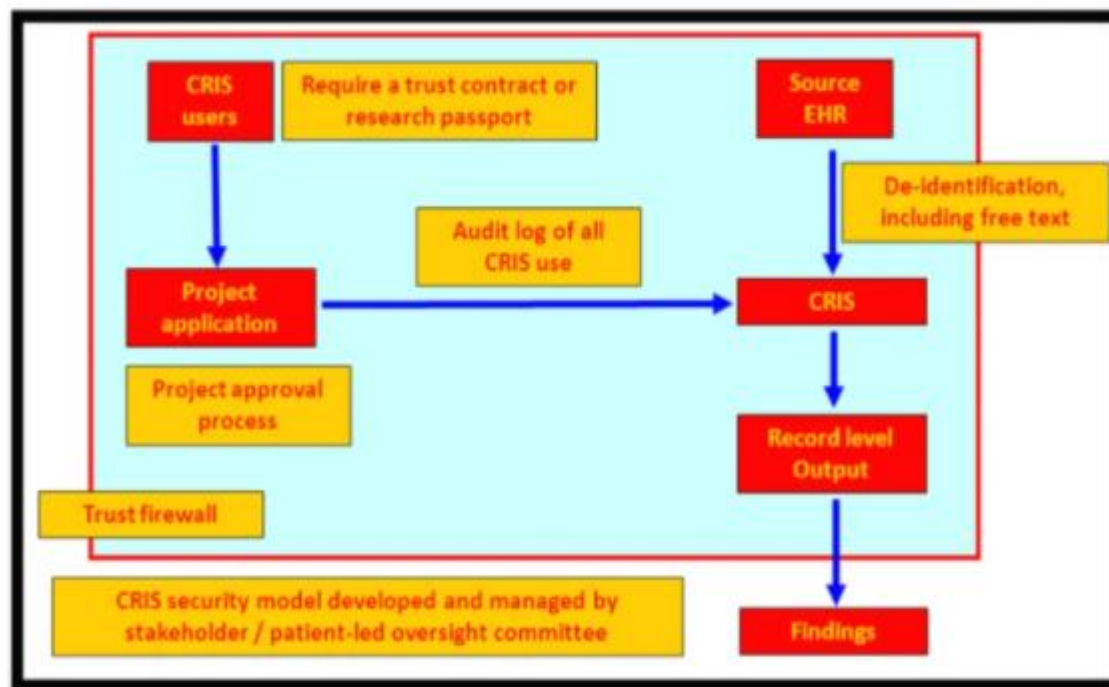 CRIS
users
Require a trust contract or
research passport
Source
EHR
De-identification,
including free text
Audit log of all
CRIS use
Project
application
CRIS
Project approval
process
Record level
Output
Trust firewall
CRIS security model developed and managed by
stakeholder / patient-led oversight committee
Findings